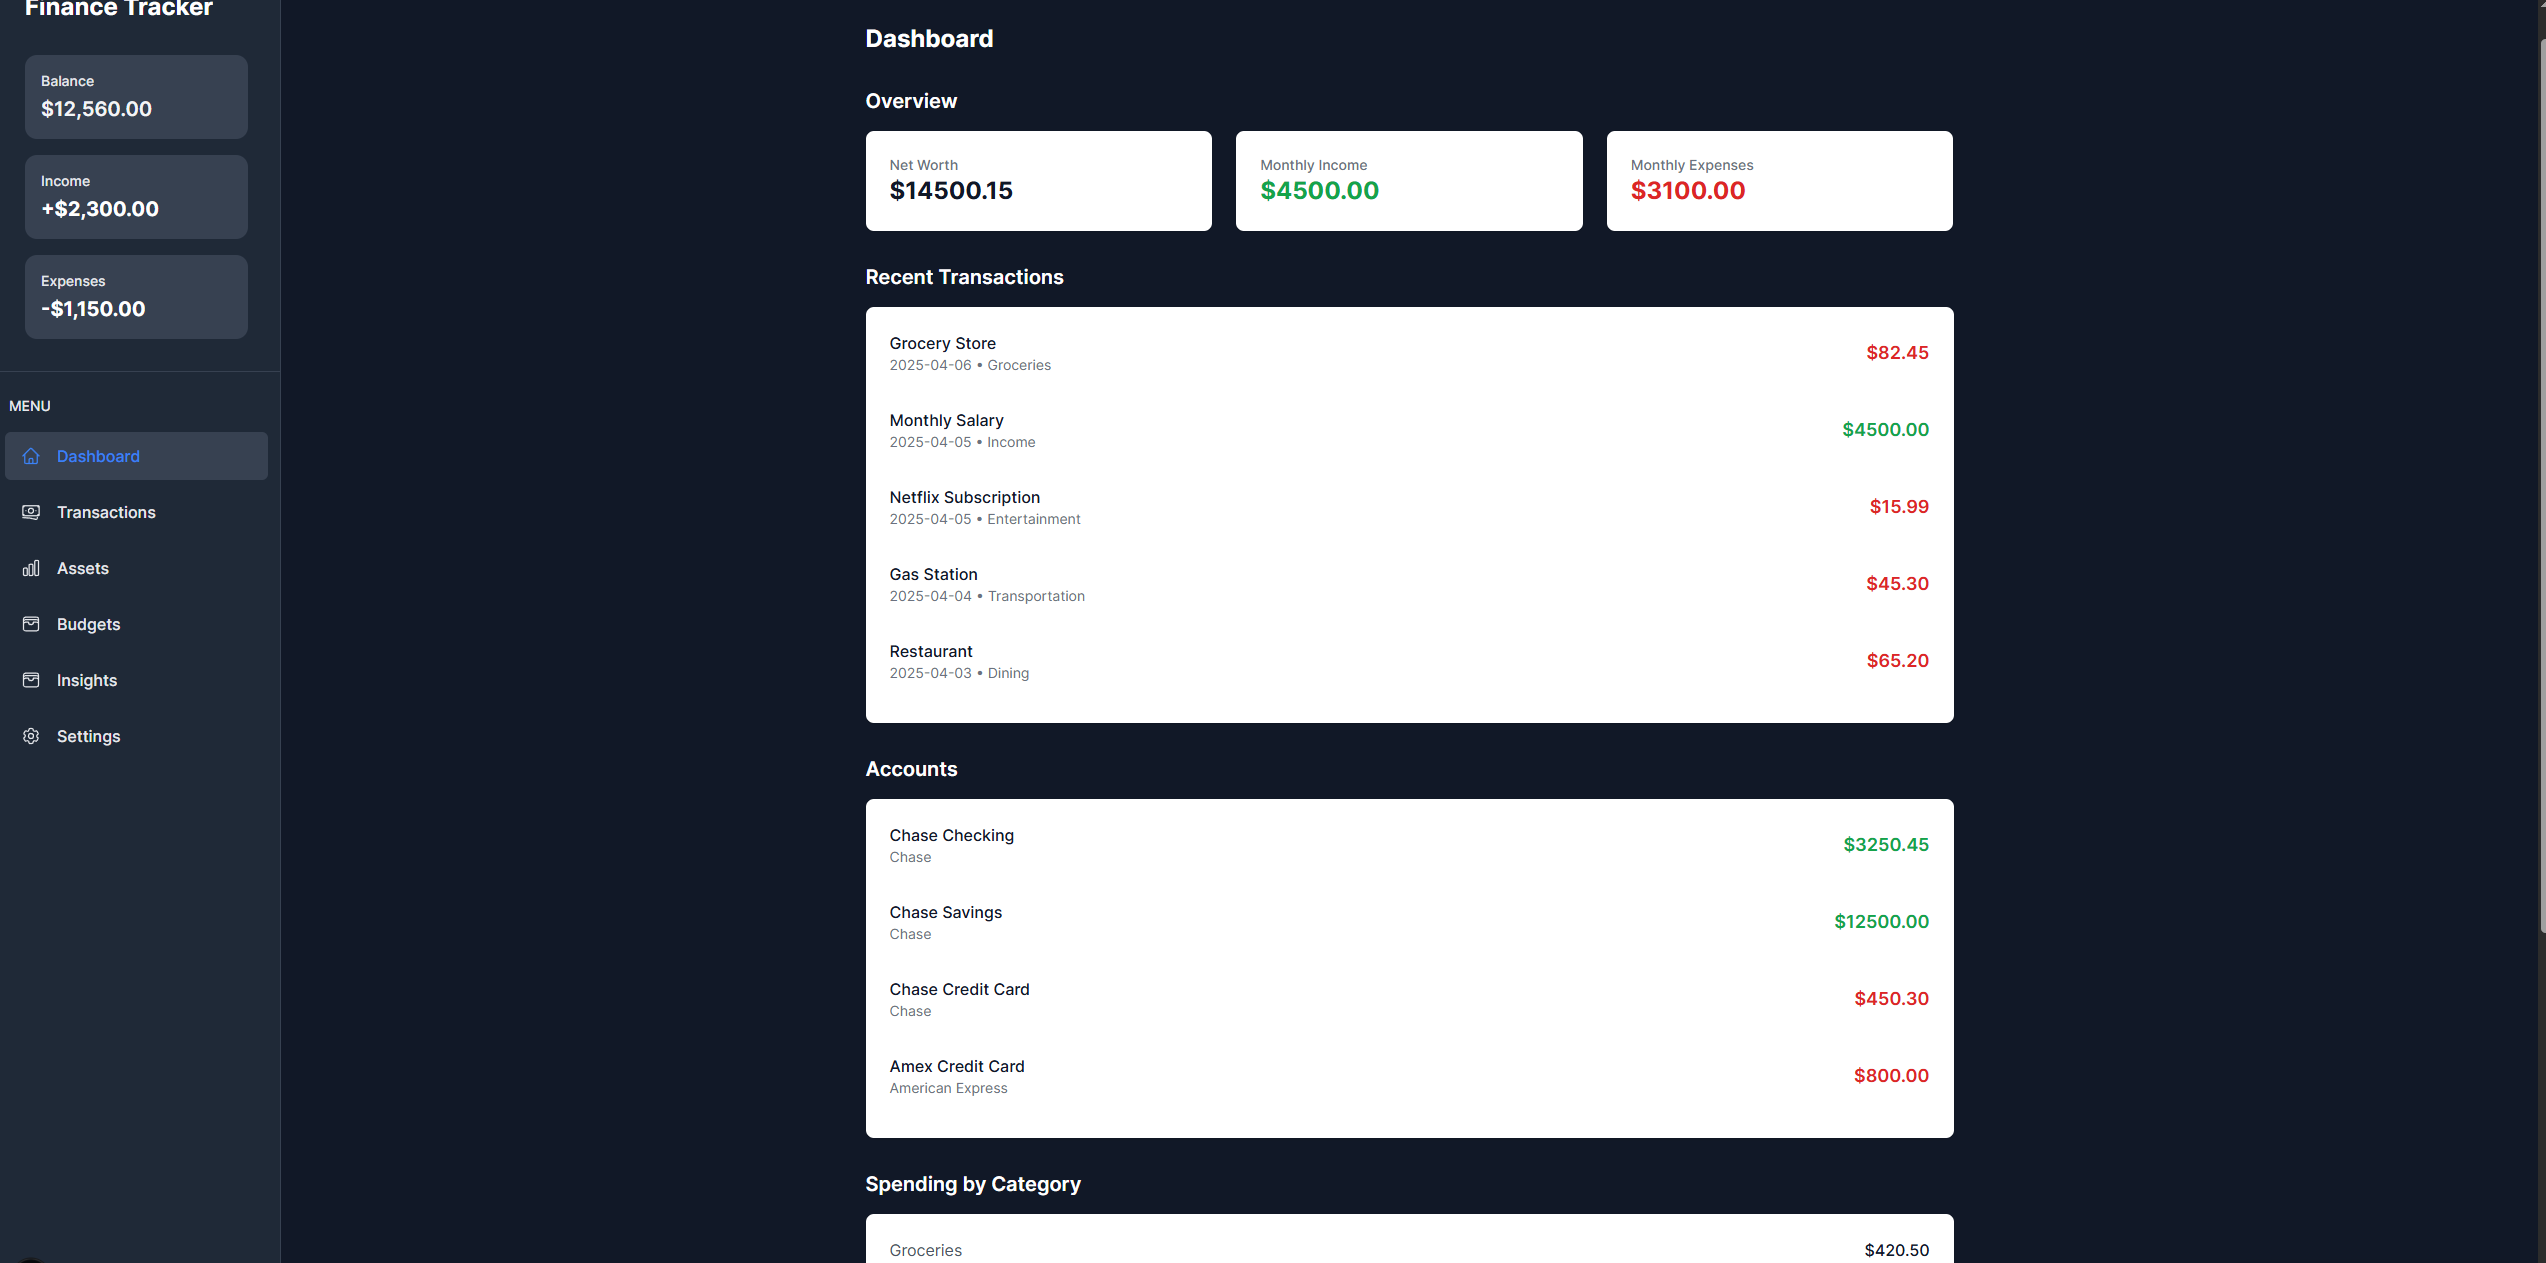 Finance Tracker
Balance
$12,560.00
Income
+$2,300.00
Expenses
-$1,150.00
MENU
Dashboard
Transactions
Assets
Budgets
Insights
Settings
Dashboard
Overview
Net Worth
$14500.15
Monthly Income
$4500.00
Monthly Expenses
$3100.00
Recent Transactions
Grocery Store
2025-04-06 • Groceries
$82.45
Monthly Salary
2025-04-05 • Income
$4500.00
Netflix Subscription
2025-04-05 • Entertainment
$15.99
Gas Station
2025-04-04 • Transportation
$45.30
Restaurant
2025-04-03 • Dining
$65.20
Accounts
Chase Checking
Chase
$3250.45
Chase Savings
Chase
$12500.00
Chase Credit Card
Chase
$450.30
Amex Credit Card
American Express
$800.00
Spending by Category
Groceries
$420.50